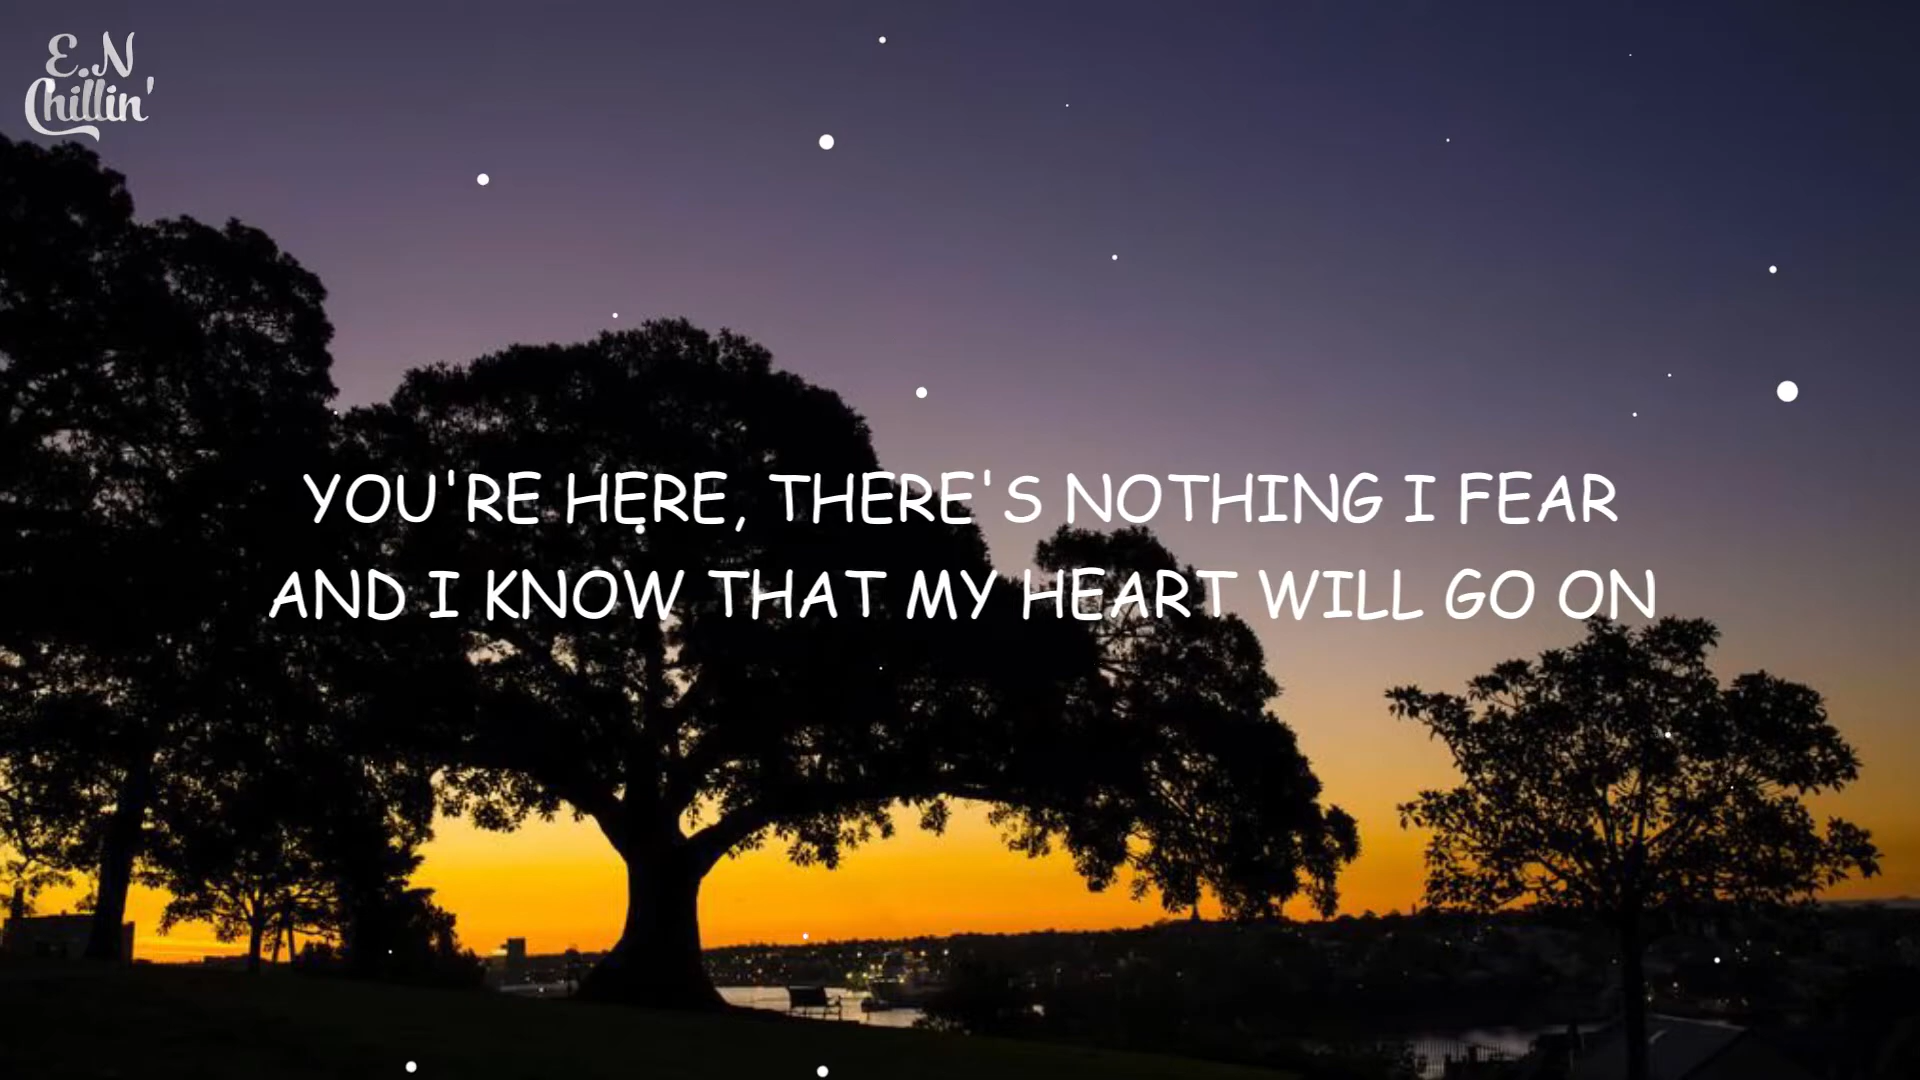 E.N
Chillin'
YOU'RE HERE, THERE'S NOTHING I FEAR
AND I KNOW THAT MY HEART WILL GO ON